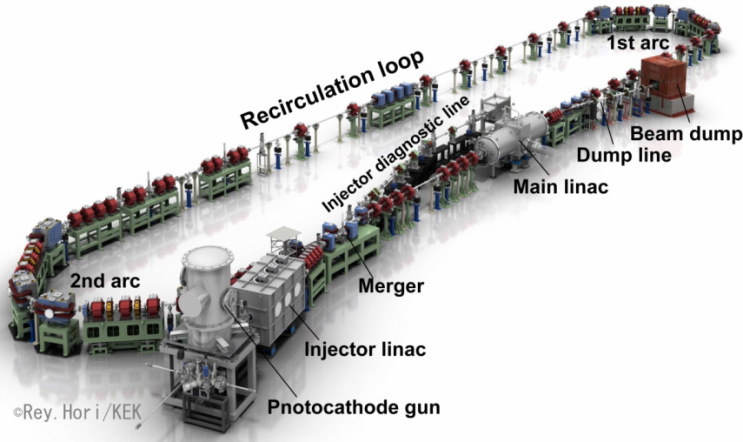 1st arc
Recirculation loop
Injector diagnostic line
Beam dump
Dump line
Main linac
2nd arc
Merger
Injector linac
©Rey.Hori/KEK
Pnotocathode gun